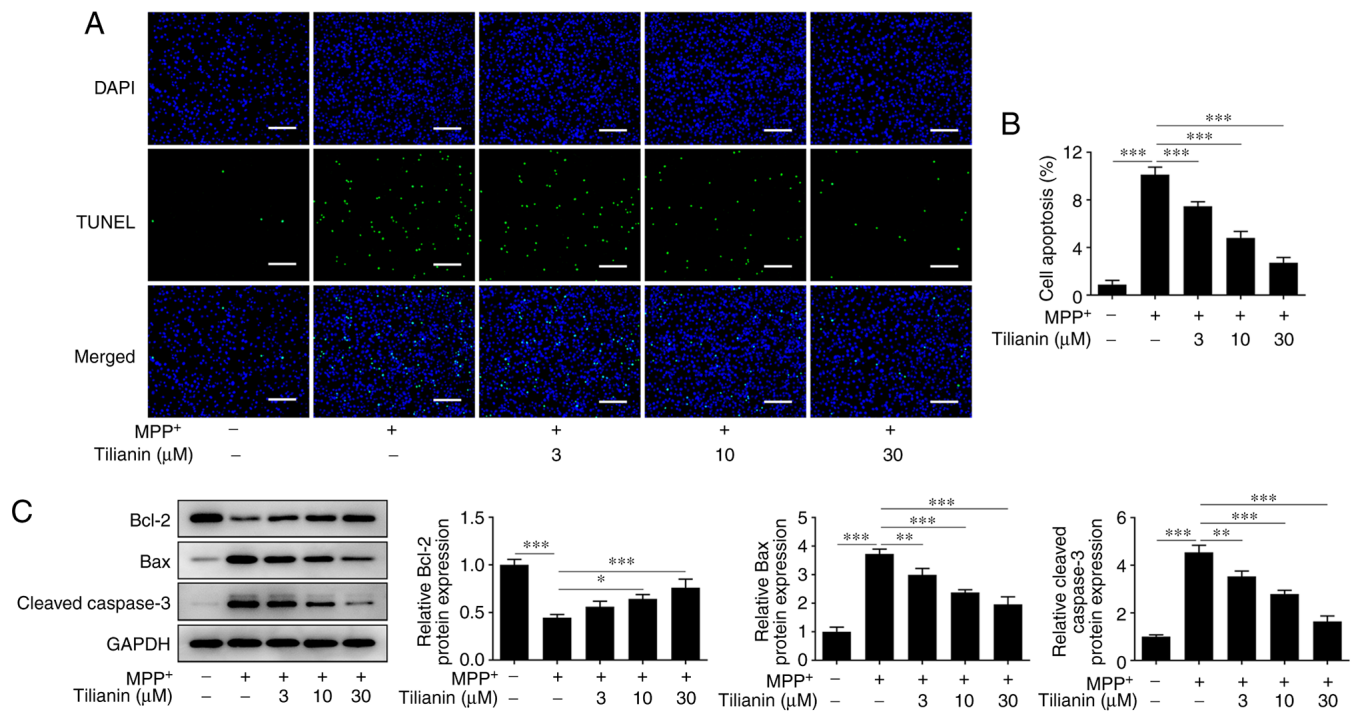 A
DAPI
TUNEL
Merged
MPP⁺ – + + + +
Tilianin (μM) – – 3 10 30
B
*** ***
***
***
Cell apoptosis (%)
12
8
4
0
MPP⁺ – + + + +
Tilianin (μM) – – 3 10 30
C
Bcl-2
Bax
Cleaved caspase-3
GAPDH
MPP⁺ – + + + +
Tilianin (μM) – – 3 10 30
Relative Bcl-2
protein expression
1.5
1.0
0.5
0.0
***
***
*
MPP⁺ – + + + +
Tilianin (μM) – – 3 10 30
Relative Bax
protein expression
5
4
3
2
1
0
***
***
*** **
MPP⁺ – + + + +
Tilianin (μM) – – 3 10 30
Relative cleaved
caspase-3
protein expression
6
4
2
0
***
***
*** **
MPP⁺ – + + + +
Tilianin (μM) – – 3 10 30